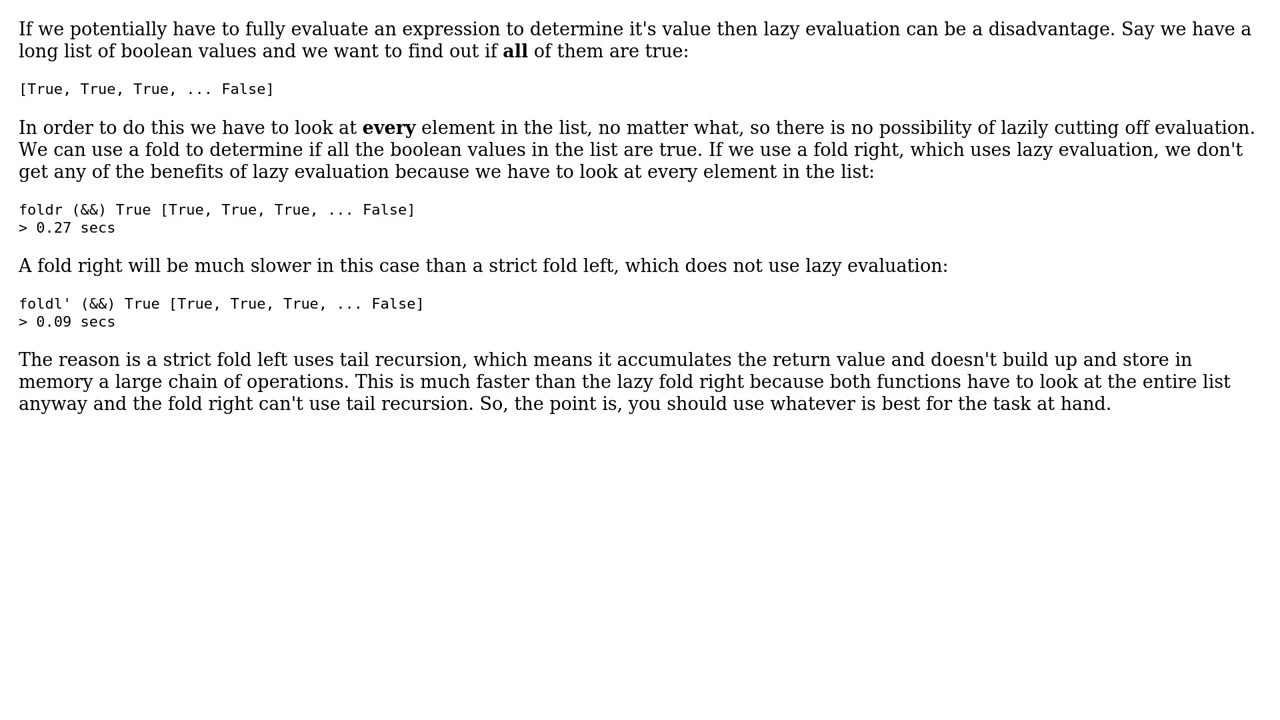 If we potentially have to fully evaluate an expression to determine it's value then lazy evaluation can be a disadvantage. Say we have a
long list of boolean values and we want to find out if all of them are true:
[True, True, True, ... False]
In order to do this we have to look at every element in the list, no matter what, so there is no possibility of lazily cutting off evaluation.
We can use a fold to determine if all the boolean values in the list are true. If we use a fold right, which uses lazy evaluation, we don't
get any of the benefits of lazy evaluation because we have to look at every element in the list:
foldr (&&) True [True, True, True, ... False]
> 0.27 secs
A fold right will be much slower in this case than a strict fold left, which does not use lazy evaluation:
foldl' (&&) True [True, True, True, ... False]
> 0.09 secs
The reason is a strict fold left uses tail recursion, which means it accumulates the return value and doesn't build up and store in
memory a large chain of operations. This is much faster than the lazy fold right because both functions have to look at the entire list
anyway and the fold right can't use tail recursion. So, the point is, you should use whatever is best for the task at hand.